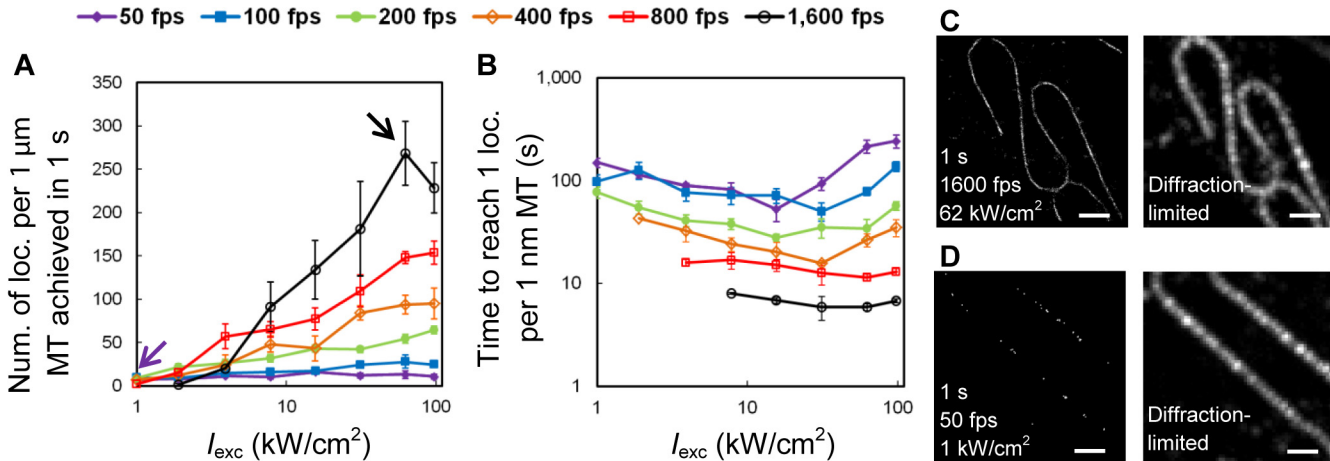 50 fps 100 fps 200 fps 400 fps 800 fps 1,600 fps
A
Num. of loc. per 1 µm
MT achieved in 1 s
350
300
250
200
150
100
50
0
1 10 100
Iexc (kW/cm²)
B
Time to reach 1 loc.
per 1 nm MT (s)
1,000
100
10
1
1 10 100
Iexc (kW/cm²)
C
1 s
1600 fps
62 kW/cm²
Diffraction-
limited
D
1 s
50 fps
1 kW/cm²
Diffraction-
limited